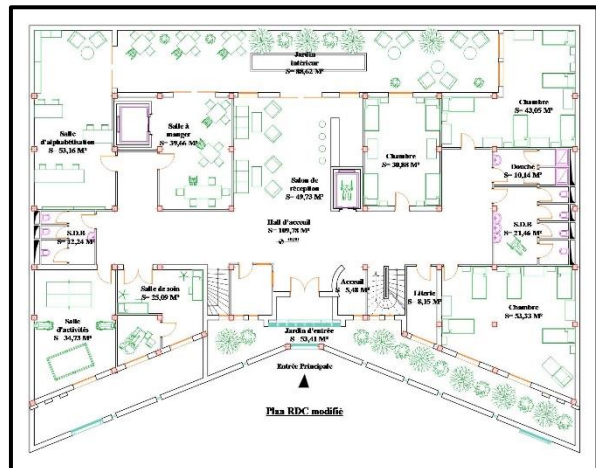 Jardin
intérieur
S= 88,62 M²
Chambre
S= 43,05 M²
Salle
d'alphabétisation
S 53,16 M²
Salle à
manger
S= 39,66 M²
Chambre
S= 30,88 M²
Douche
S= 10,14 M²
Salon de
réception
S= 49,73 M²
S.D.B
S= 12,24 M²
Hall d'acceuil
S= 109,78 M²
S.D.B
S= 21,46 M²
Salle de soin
S= 25,09 M²
Acceuil
S 5,48 M²
Literie
S= 8,15 M²
Chambre
S= 53,33 M²
Salle
d'activités
S 34,73 M²
Jardin d'entrée
S= 53,41 M²
Entrée Principale
Plan RDC modifié